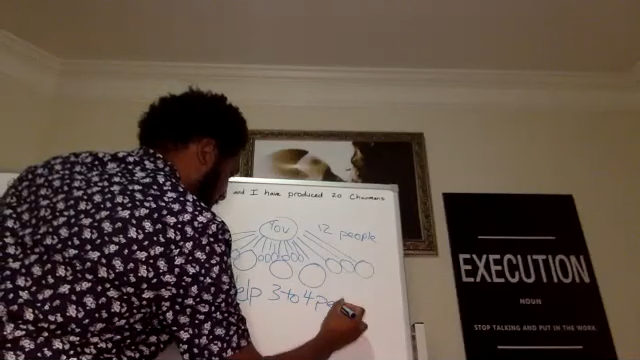 and I have produced 20 Chairmans
YOU
12 people
elp 3 to 4 pe
EXECUTION
NOUN
STOP TALKING AND PUT IN THE WORK.